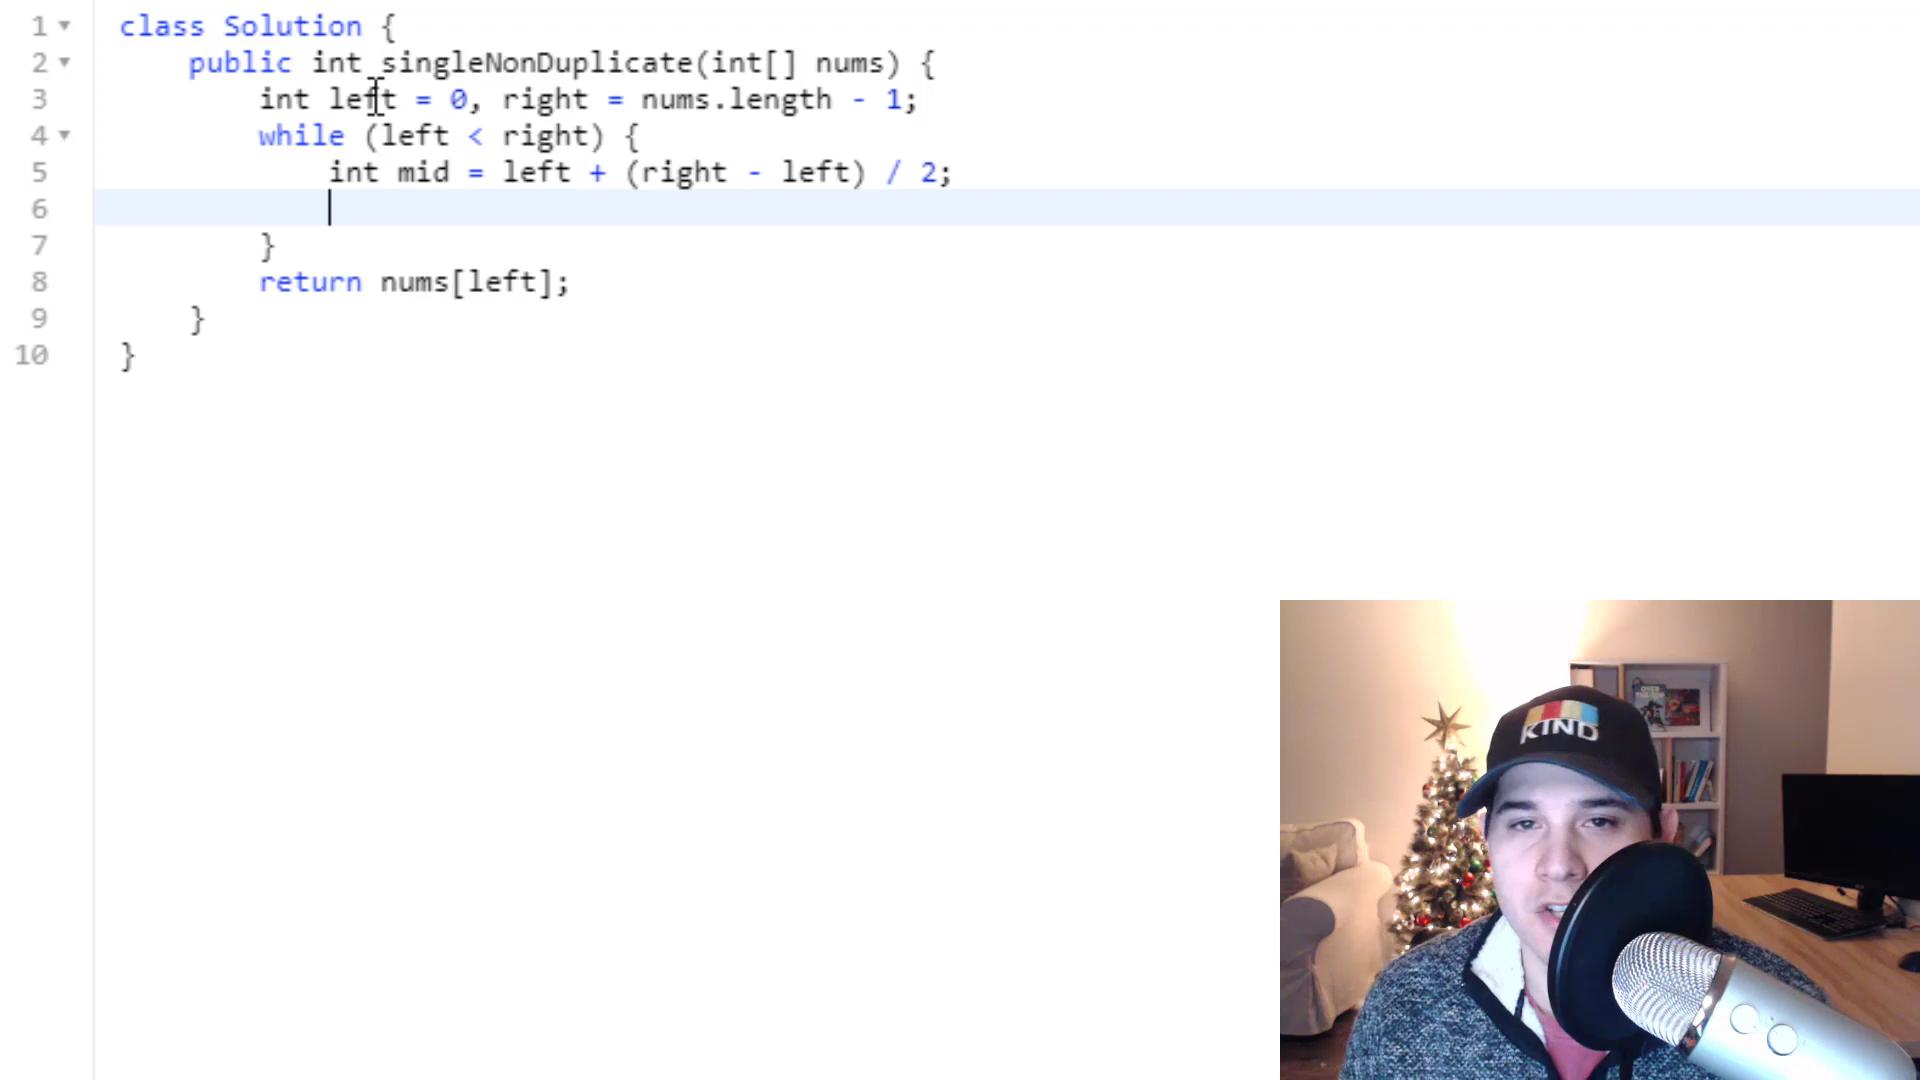 1 class Solution {
2 public int singleNonDuplicate(int[] nums) {
3 int left = 0, right = nums.length - 1;
4 while (left < right) {
5 int mid = left + (right - left) / 2;
6
7 }
8 return nums[left];
9 }
10 }
KIND